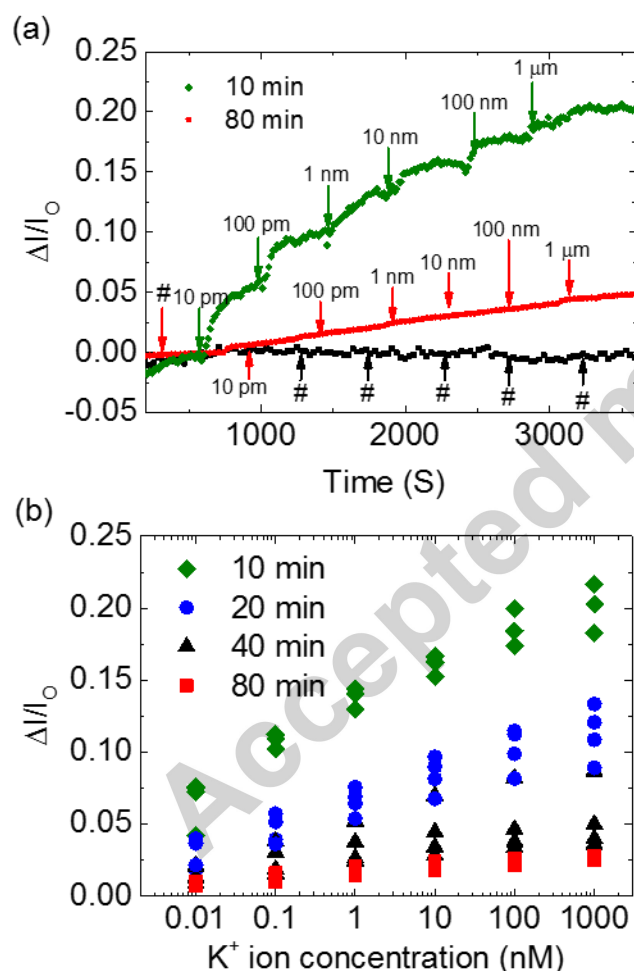 (a)
0.25
0.20
0.15
0.10
0.05
0.00
-0.05
ΔI/I_O
10 min
80 min
#
10 pm
100 pm
1 nm
10 nm
100 nm
1 μm
10 pm
100 pm
1 nm
10 nm
100 nm
1 μm
# # # # #
1000 2000 3000
Time (S)
(b)
0.25
0.20
0.15
0.10
0.05
0.00
ΔI/I_O
10 min
20 min
40 min
80 min
0.01 0.1 1 10 100 1000
K⁺ ion concentration (nM)
Accepted m